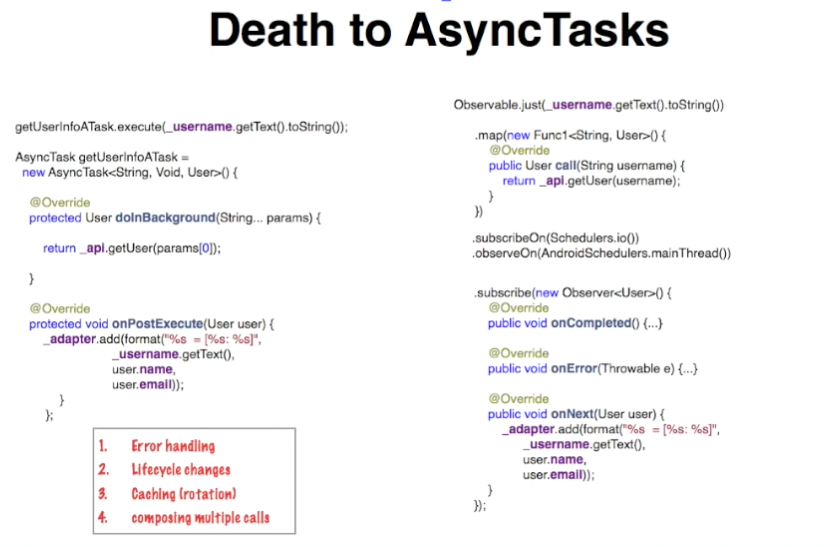 Death to AsyncTasks
getUserInfoATask.execute(_username.getText().toString());
AsyncTask getUserInfoATask =
new AsyncTask<String, Void, User>() {
@Override
protected User doInBackground(String... params) {
return _api.getUser(params[0]);
}
@Override
protected void onPostExecute(User user) {
_adapter.add(format("%s = [%s: %s]",
_username.getText(),
user.name,
user.email));
}
};
1. Error handling
2. Lifecycle changes
3. Caching (rotation)
4. composing multiple calls
Observable.just(_username.getText().toString())
.map(new Func1<String, User>() {
@Override
public User call(String username) {
return _api.getUser(username);
}
})
.subscribeOn(Schedulers.io())
.observeOn(AndroidSchedulers.mainThread())
.subscribe(new Observer<User>() {
@Override
public void onCompleted() {...}
@Override
public void onError(Throwable e) {...}
@Override
public void onNext(User user) {
_adapter.add(format("%s = [%s: %s]",
_username.getText(),
user.name,
user.email));
}
});